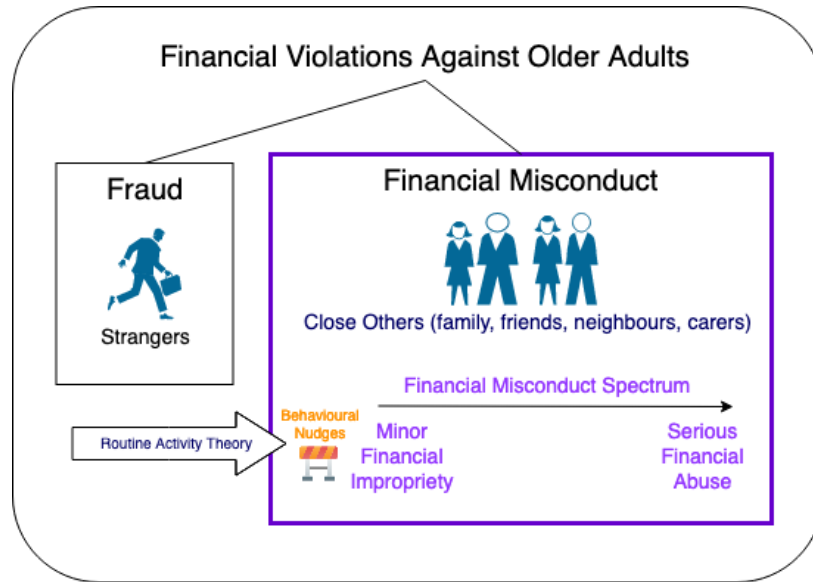 Financial Violations Against Older Adults
Fraud
Strangers
Financial Misconduct
Close Others (family, friends, neighbours, carers)
Financial Misconduct Spectrum
Routine Activity Theory
Behavioural
Nudges
Minor
Financial
Impropriety
Serious
Financial
Abuse